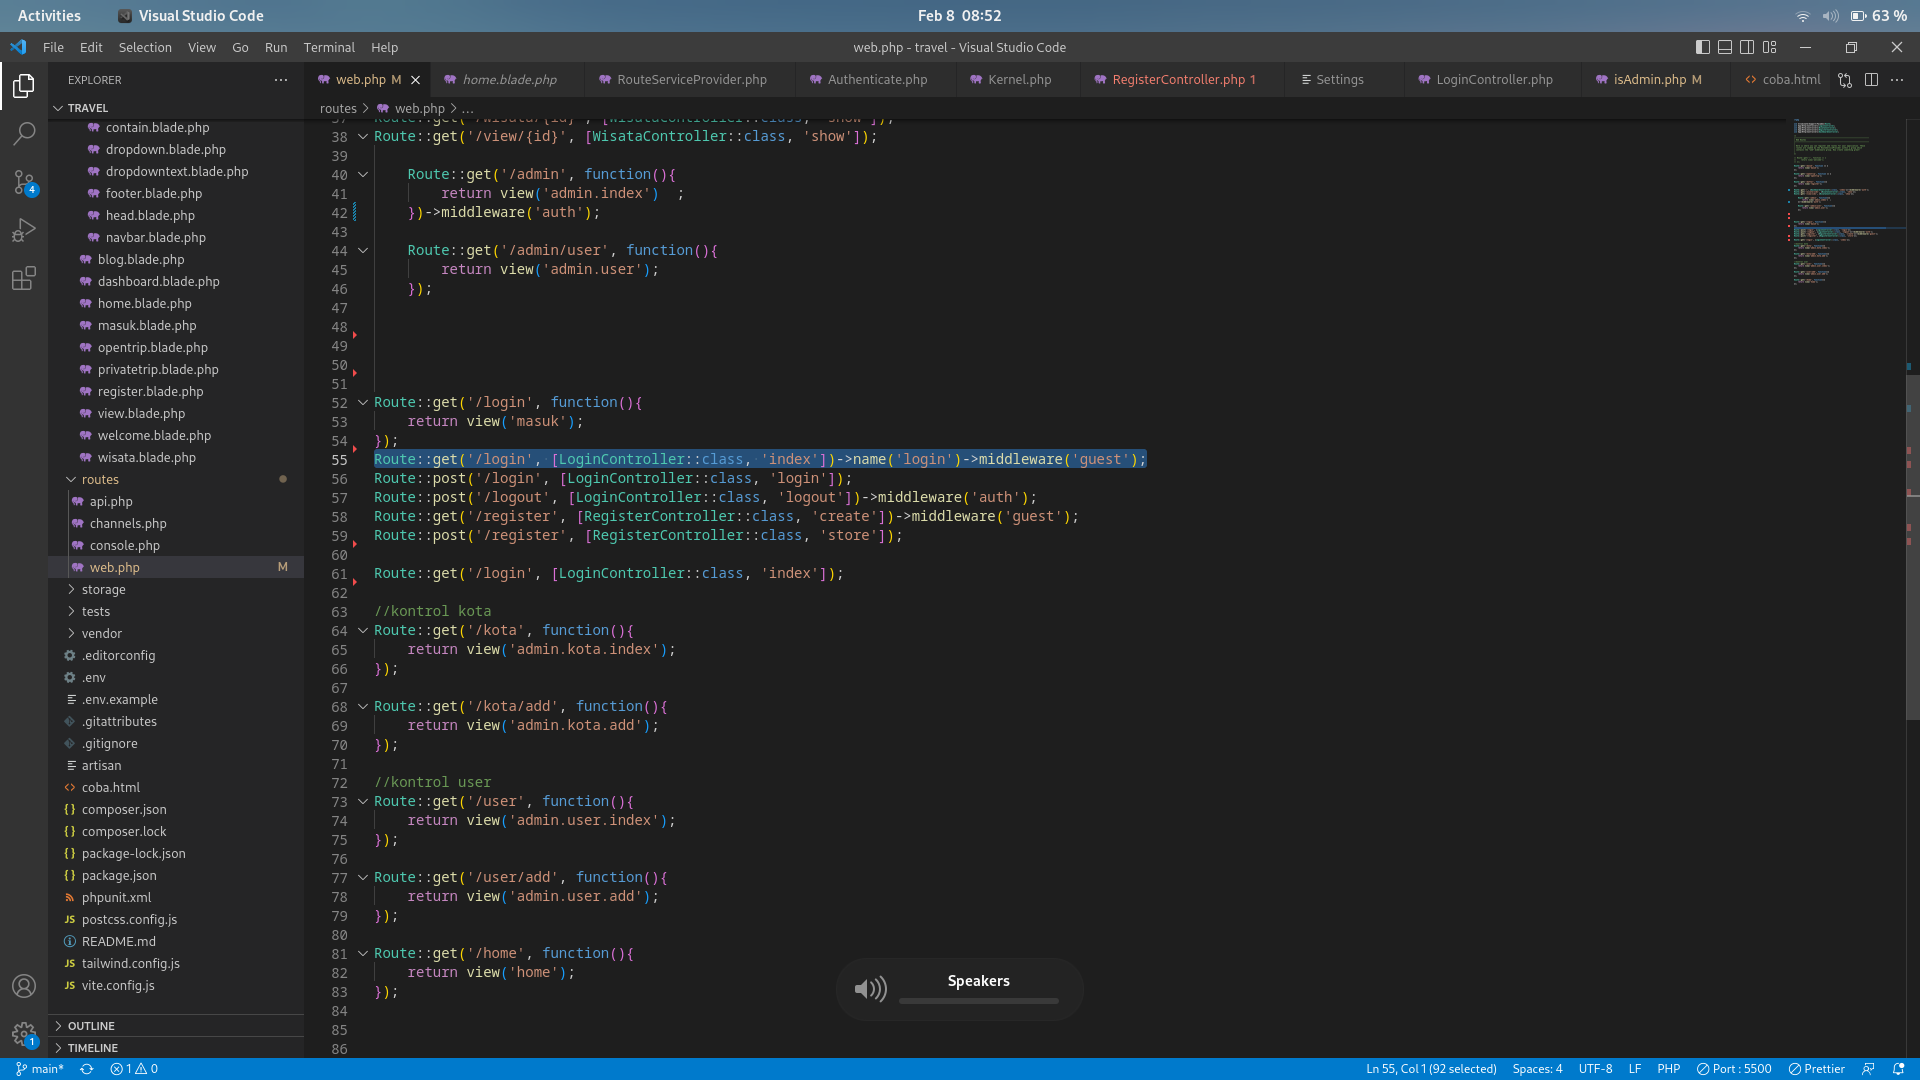 Activities
Visual Studio Code
Feb 8 08:52
63 %
File Edit Selection View Go Run Terminal Help
web.php - travel - Visual Studio Code
EXPLORER
web.php M
home.blade.php
RouteServiceProvider.php
Authenticate.php
Kernel.php
RegisterController.php 1
Settings
LoginController.php
isAdmin.php M
coba.html
TRAVEL
contain.blade.php
dropdown.blade.php
dropdowntext.blade.php
footer.blade.php
head.blade.php
navbar.blade.php
blog.blade.php
dashboard.blade.php
home.blade.php
masuk.blade.php
opentrip.blade.php
privatetrip.blade.php
register.blade.php
view.blade.php
welcome.blade.php
wisata.blade.php
routes
api.php
channels.php
console.php
web.php M
storage
tests
vendor
.editorconfig
.env
.env.example
.gitattributes
.gitignore
artisan
coba.html
composer.json
composer.lock
package-lock.json
package.json
phpunit.xml
postcss.config.js
README.md
tailwind.config.js
vite.config.js
OUTLINE
TIMELINE
4
1
routes > web.php > ...
37 Route::get('/wisata/{id}', [WisataController::class, 'show']);
38 Route::get('/view/{id}', [WisataController::class, 'show']);
39
40 Route::get('/admin', function(){
41 return view('admin.index')  ;
42 })->middleware('auth');
43
44 Route::get('/admin/user', function(){
45 return view('admin.user');
46 });
47
48
49
50
51
52 Route::get('/login', function(){
53 return view('masuk');
54 });
55 Route::get('/login', [LoginController::class, 'index'])->name('login')->middleware('guest');
56 Route::post('/login', [LoginController::class, 'login']);
57 Route::post('/logout', [LoginController::class, 'logout'])->middleware('auth');
58 Route::get('/register', [RegisterController::class, 'create'])->middleware('guest');
59 Route::post('/register', [RegisterController::class, 'store']);
60
61 Route::get('/login', [LoginController::class, 'index']);
62
63 //kontrol kota
64 Route::get('/kota', function(){
65 return view('admin.kota.index');
66 });
67
68 Route::get('/kota/add', function(){
69 return view('admin.kota.add');
70 });
71
72 //kontrol user
73 Route::get('/user', function(){
74 return view('admin.user.index');
75 });
76
77 Route::get('/user/add', function(){
78 return view('admin.user.add');
79 });
80
81 Route::get('/home', function(){
82 return view('home');
83 });
84
85
86
Speakers
main*
1 0
Ln 55, Col 1 (92 selected)
Spaces: 4
UTF-8
LF
PHP
Port : 5500
Prettier